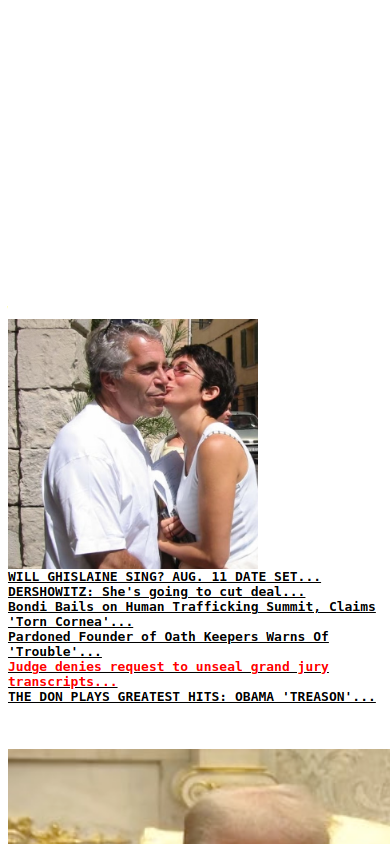 WILL GHISLAINE SING? AUG. 11 DATE SET...
DERSHOWITZ: She's going to cut deal...
Bondi Bails on Human Trafficking Summit, Claims
'Torn Cornea'...
Pardoned Founder of Oath Keepers Warns Of
'Trouble'...
Judge denies request to unseal grand jury
transcripts...
THE DON PLAYS GREATEST HITS: OBAMA 'TREASON'...